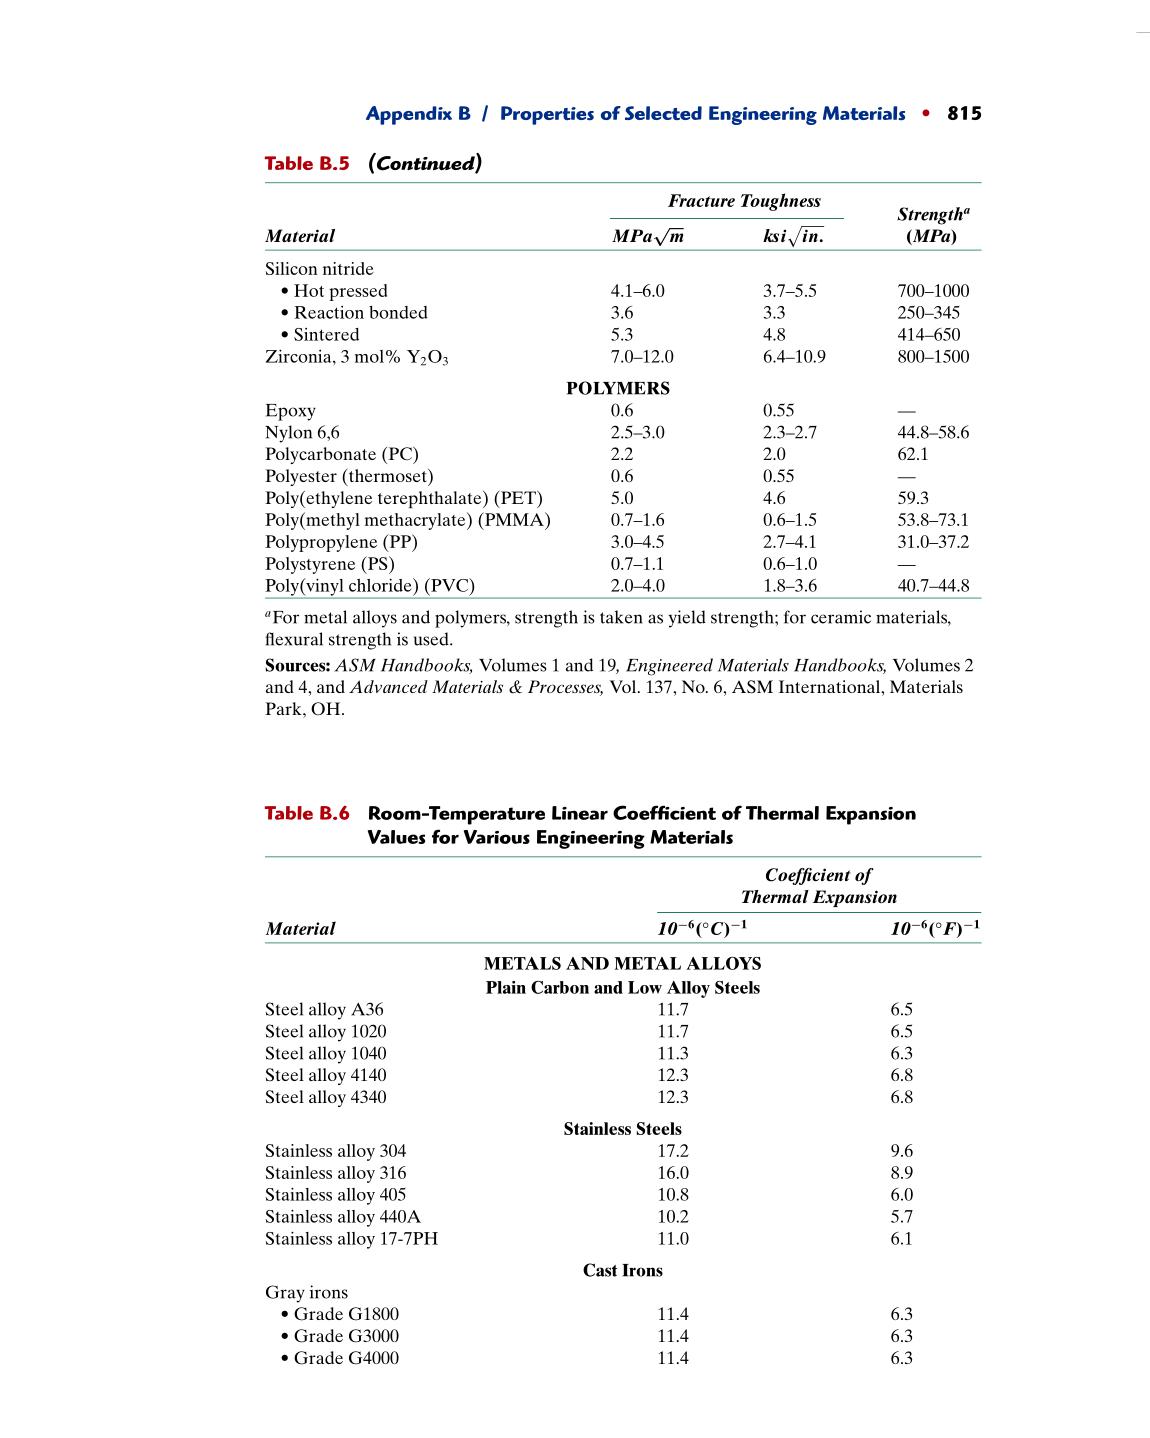 Appendix B / Properties of Selected Engineering Materials • 815
Table B.5 (Continued)
Fracture Toughness
Strengthᵃ
Material MPa√m ksi√in. (MPa)
Silicon nitride
• Hot pressed 4.1–6.0 3.7–5.5 700–1000
• Reaction bonded 3.6 3.3 250–345
• Sintered 5.3 4.8 414–650
Zirconia, 3 mol% Y₂O₃ 7.0–12.0 6.4–10.9 800–1500
POLYMERS
Epoxy 0.6 0.55 —
Nylon 6,6 2.5–3.0 2.3–2.7 44.8–58.6
Polycarbonate (PC) 2.2 2.0 62.1
Polyester (thermoset) 0.6 0.55 —
Poly(ethylene terephthalate) (PET) 5.0 4.6 59.3
Poly(methyl methacrylate) (PMMA) 0.7–1.6 0.6–1.5 53.8–73.1
Polypropylene (PP) 3.0–4.5 2.7–4.1 31.0–37.2
Polystyrene (PS) 0.7–1.1 0.6–1.0 —
Poly(vinyl chloride) (PVC) 2.0–4.0 1.8–3.6 40.7–44.8
ᵃFor metal alloys and polymers, strength is taken as yield strength; for ceramic materials,
flexural strength is used.
Sources: ASM Handbooks, Volumes 1 and 19, Engineered Materials Handbooks, Volumes 2
and 4, and Advanced Materials & Processes, Vol. 137, No. 6, ASM International, Materials
Park, OH.
Table B.6 Room-Temperature Linear Coefficient of Thermal Expansion
Values for Various Engineering Materials
Coefficient of
Thermal Expansion
Material 10⁻⁶(°C)⁻¹ 10⁻⁶(°F)⁻¹
METALS AND METAL ALLOYS
Plain Carbon and Low Alloy Steels
Steel alloy A36 11.7 6.5
Steel alloy 1020 11.7 6.5
Steel alloy 1040 11.3 6.3
Steel alloy 4140 12.3 6.8
Steel alloy 4340 12.3 6.8
Stainless Steels
Stainless alloy 304 17.2 9.6
Stainless alloy 316 16.0 8.9
Stainless alloy 405 10.8 6.0
Stainless alloy 440A 10.2 5.7
Stainless alloy 17-7PH 11.0 6.1
Cast Irons
Gray irons
• Grade G1800 11.4 6.3
• Grade G3000 11.4 6.3
• Grade G4000 11.4 6.3